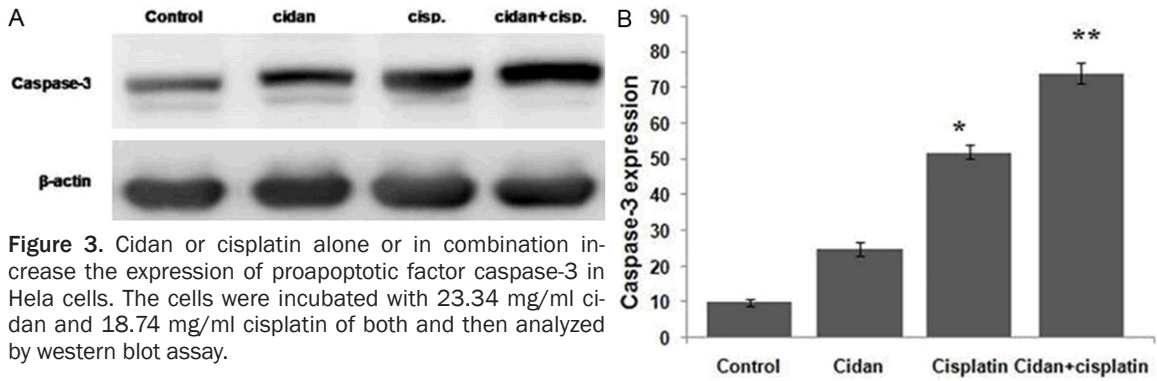 A
Control cidan cisp. cidan+cisp.
Caspase-3
β-actin
Figure 3. Cidan or cisplatin alone or in combination in-
crease the expression of proapoptotic factor caspase-3 in
Hela cells. The cells were incubated with 23.34 mg/ml ci-
dan and 18.74 mg/ml cisplatin of both and then analyzed
by western blot assay.
B
Caspase-3 expression
90
80
70
60
50
40
30
20
10
0
*
**
Control Cidan Cisplatin Cidan+cisplatin